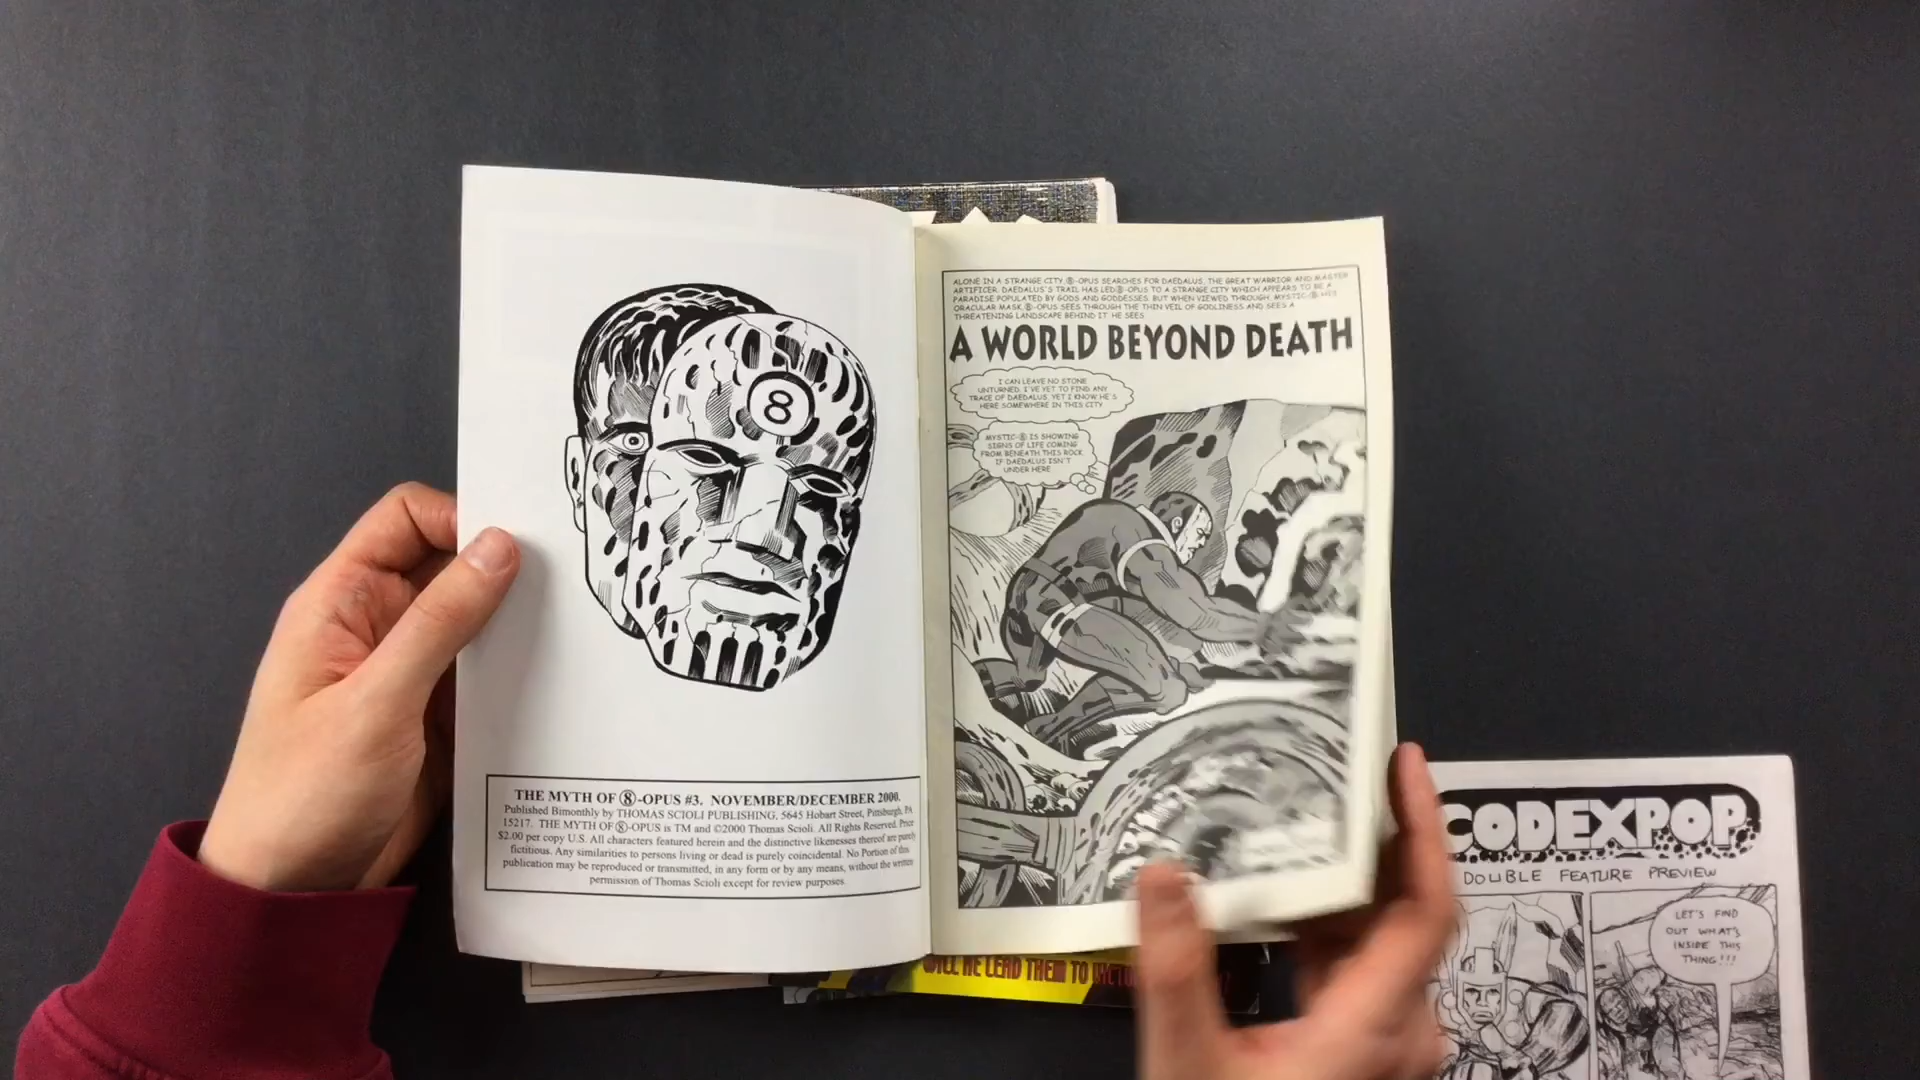 8
THE MYTH OF ⑧-OPUS #3. NOVEMBER/DECEMBER 2000.
Published Bimonthly by THOMAS SCIOLI PUBLISHING, 5645 Hobart Street, Pittsburgh, PA
15217. THE MYTH OF ⑧-OPUS is TM and ©2000 Thomas Scioli. All Rights Reserved. Price
$2.00 per copy U.S. All characters featured herein and the distinctive likenesses thereof are purely
fictitious. Any similarities to persons living or dead is purely coincidental. No Portion of this
publication may be reproduced or transmitted, in any form or by any means, without the written
permission of Thomas Scioli except for review purposes.
ALONE IN A STRANGE CITY, ⑧-OPUS SEARCHES FOR DAEDALUS, THE GREAT WARRIOR AND MASTER
ARTIFICER. DAEDALUS'S TRAIL HAS LED ⑧-OPUS TO A STRANGE CITY WHICH APPEARS TO BE A
PARADISE POPULATED BY GODS AND GODDESSES. BUT WHEN VIEWED THROUGH, MYSTIC-⑧ HIS
ORACULAR MASK, ⑧-OPUS SEES THROUGH THE THIN VEIL OF GODLINESS AND SEES A
THREATENING LANDSCAPE BEHIND IT. HE SEES
A WORLD BEYOND DEATH
I CAN LEAVE NO STONE
UNTURNED. I'VE YET TO FIND ANY
TRACE OF DAEDALUS. YET I KNOW HE'S
HERE SOMEWHERE IN THIS CITY
MYSTIC-⑧ IS SHOWING
SIGNS OF LIFE COMING
FROM BENEATH THIS ROCK.
IF DAEDALUS ISN'T
UNDER HERE
WILL HE LEAD THEM TO
CODEXPOP
DOUBLE FEATURE PREVIEW
LET'S FIND
OUT WHAT'S
INSIDE THIS
THING!!!